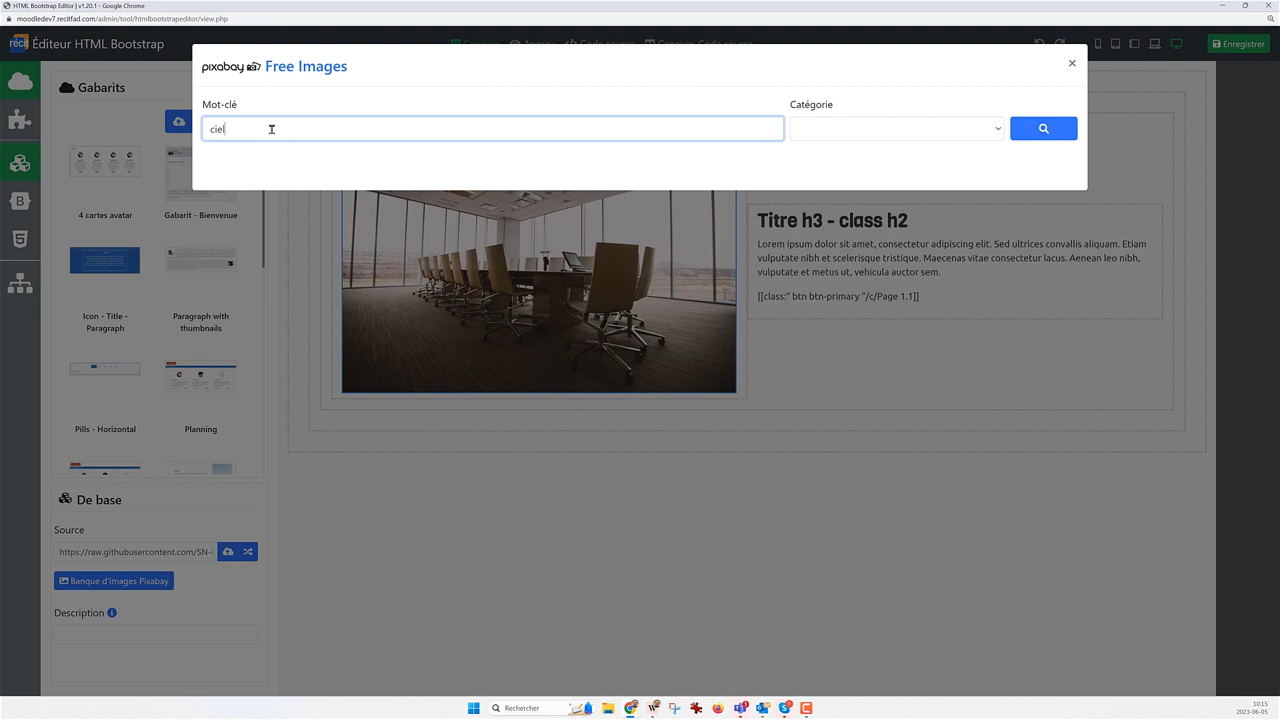 HTML Bootstrap Editor | v1.20.1 - Google Chrome
moodledev7.recitfad.com/admin/tool/htmlbootstrapeditor/view.php
récit Éditeur HTML Bootstrap
Enregistrer
pixabay Free Images
×
Mot-clé
Catégorie
ciel
Gabarits
4 cartes avatar
Gabarit - Bienvenue
Icon - Title -
Paragraph
Paragraph with
thumbnails
Pills - Horizontal
Planning
Titre h3 - class h2
Lorem ipsum dolor sit amet, consectetur adipiscing elit. Sed ultrices convallis aliquam. Etiam
vulputate nibh et scelerisque tristique. Maecenas vitae consectetur lacus. Aenean leo nibh,
vulputate et metus ut, vehicula auctor sem.
[[class:" btn btn-primary "/c/Page 1.1]]
De base
Source
https://raw.githubusercontent.com/SN-
Banque d'images Pixabay
Description
Rechercher
10:15
2023-06-05